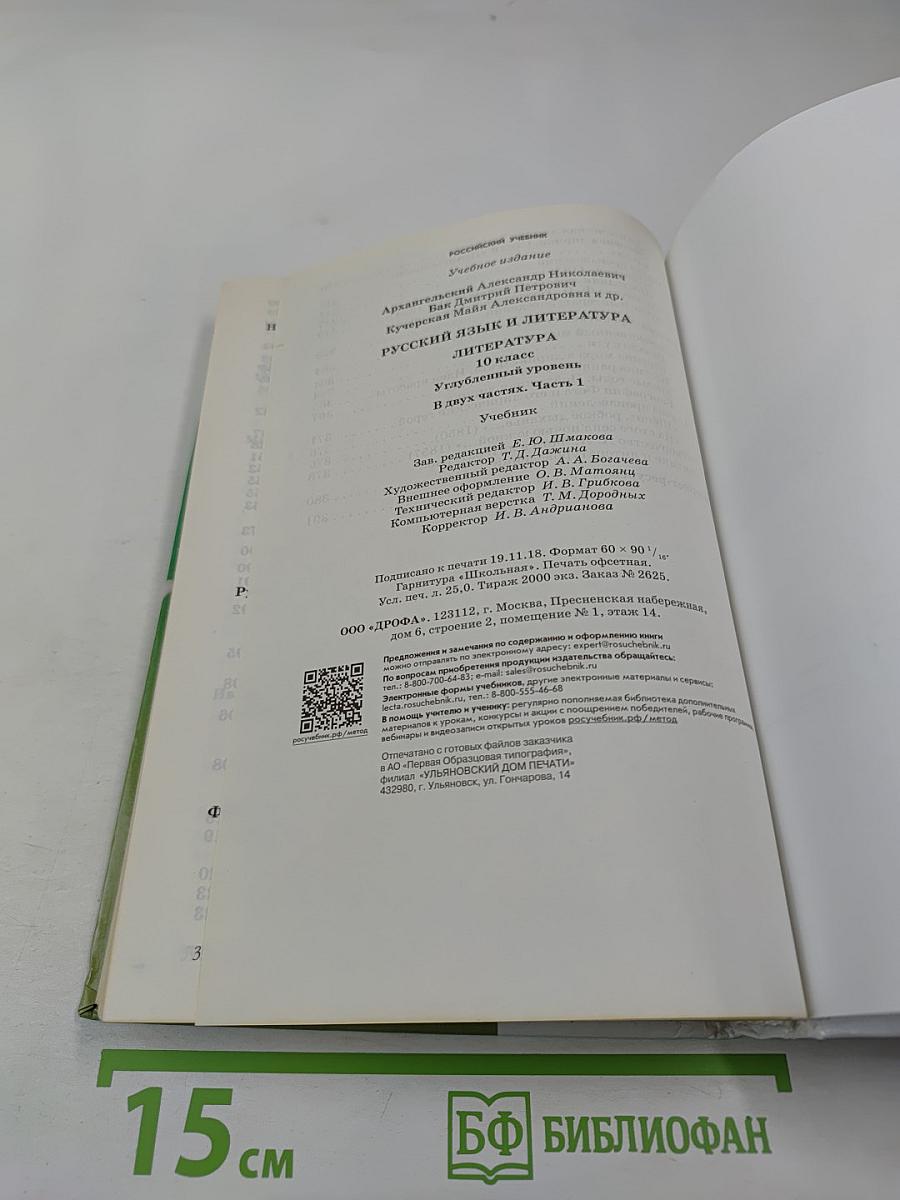 РОССИЙСКИЙ УЧЕБНИК
Учебное издание
Архангельский Александр Николаевич
Бак Дмитрий Петрович
Кучерская Майя Александровна и др.
РУССКИЙ ЯЗЫК И ЛИТЕРАТУРА
ЛИТЕРАТУРА
10 класс
Углубленный уровень
В двух частях. Часть 1
Учебник
Зав. редакцией Е. Ю. Шмакова
Редактор Т. Д. Дажина
Художественный редактор А. А. Богачева
Внешнее оформление О. В. Матоянц
Технический редактор И. В. Грибкова
Компьютерная верстка Т. М. Дородных
Корректор И. В. Андрианова
Подписано к печати 19.11.18. Формат 60 × 90 1/16.
Гарнитура «Школьная». Печать офсетная.
Усл. печ. л. 25,0. Тираж 2000 экз. Заказ № 2625.
ООО «ДРОФА». 123112, г. Москва, Пресненская набережная,
дом 6, строение 2, помещение № 1, этаж 14.
Предложения и замечания по содержанию и оформлению книги
можно отправлять по электронному адресу: expert@rosuchebnik.ru
По вопросам приобретения продукции издательства обращайтесь:
тел.: 8-800-700-64-83; e-mail: sales@rosuchebnik.ru
Электронные формы учебников, другие электронные материалы и сервисы:
lecta.rosuchebnik.ru, тел.: 8-800-555-46-68
В помощь учителю и ученику: регулярно пополняемая библиотека дополнительных
материалов к урокам, конкурсы и акции с поощрением победителей, рабочие программы,
вебинары и видеозаписи открытых уроков росучебник.рф/метод
росучебник.рф/метод
Отпечатано с готовых файлов заказчика
в АО «Первая Образцовая типография»,
филиал «УЛЬЯНОВСКИЙ ДОМ ПЕЧАТИ»
432980, г. Ульяновск, ул. Гончарова, 14
15 см
БФ БИБЛИОФАН